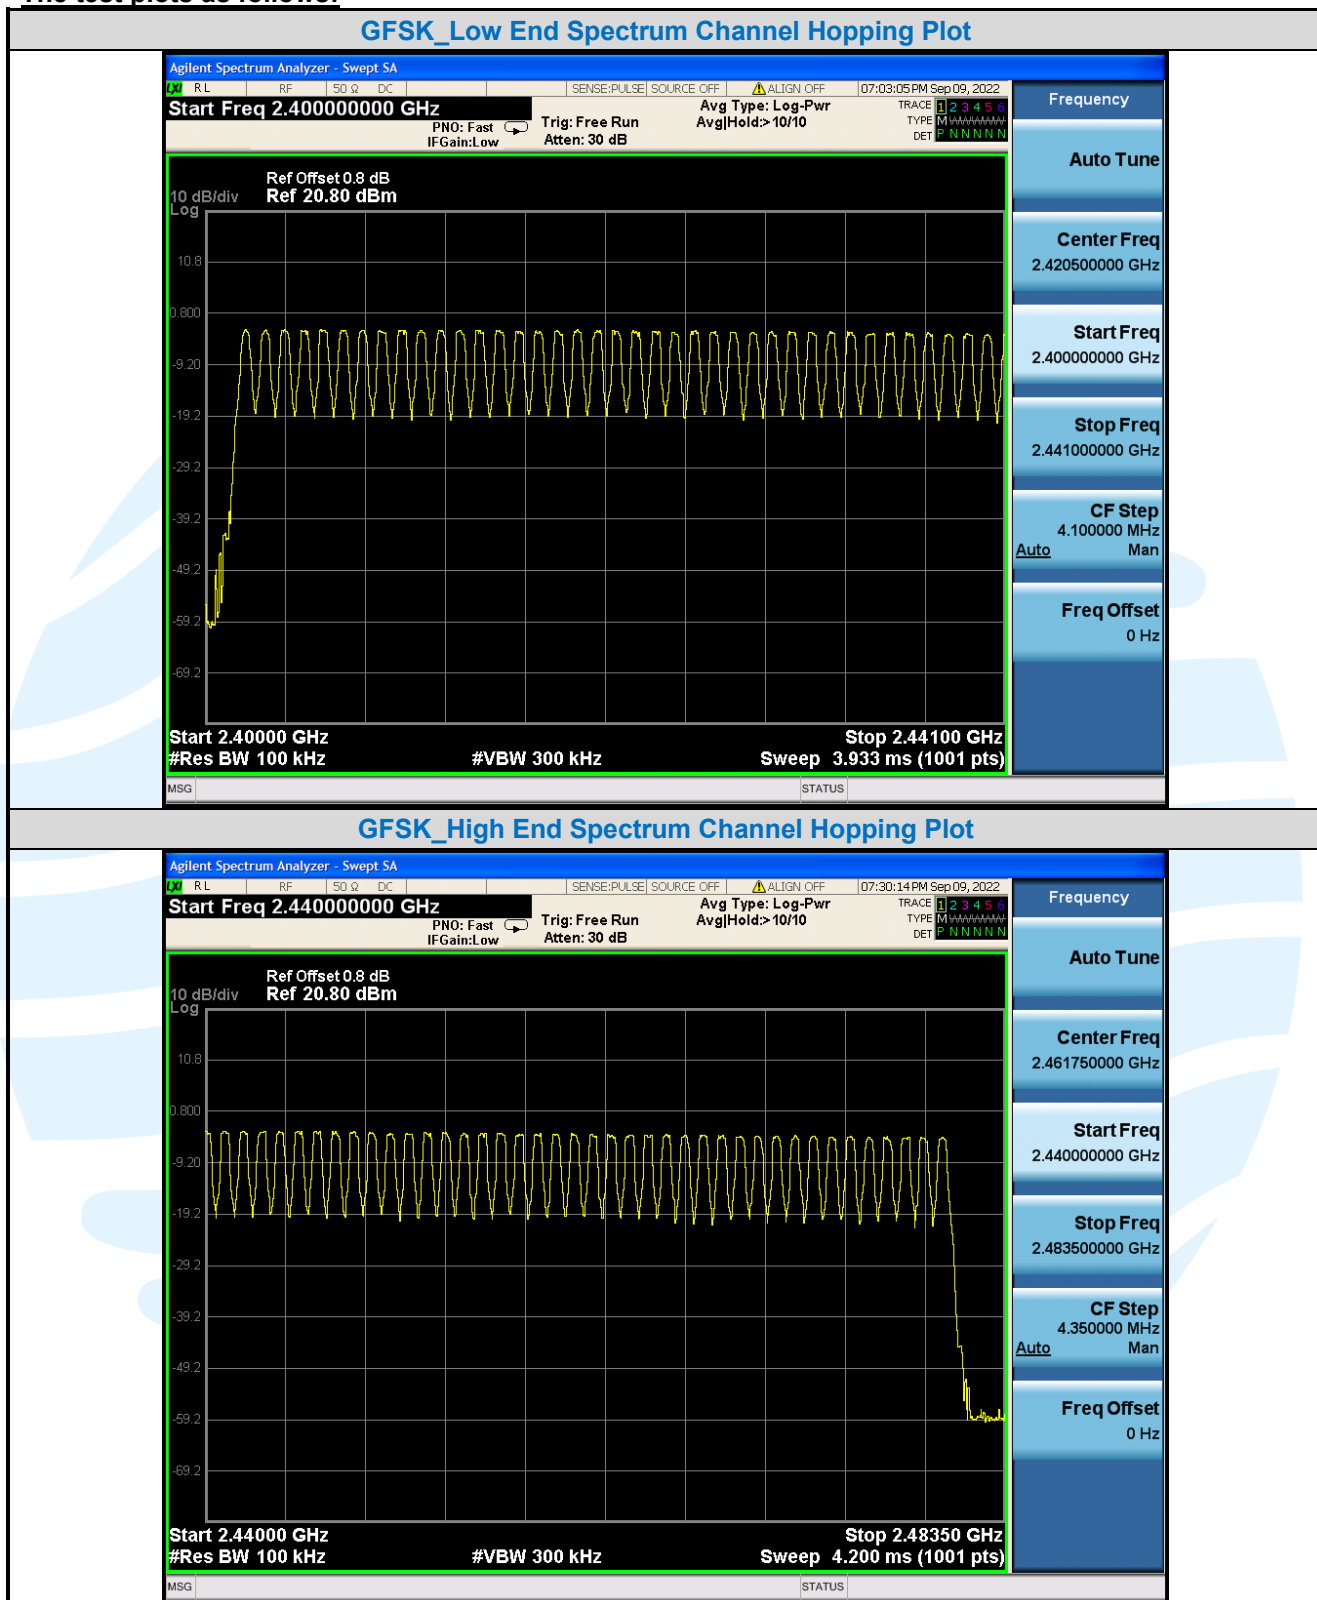 The test plots as follows:
GFSK_Low End Spectrum Channel Hopping Plot
Agilent Spectrum Analyzer - Swept SA
LXI RL RF 50 Ω DC SENSE:PULSE SOURCE OFF ALIGN OFF 07:03:05 PM Sep 09, 2022
Start Freq 2.400000000 GHz
PNO: Fast
IFGain:Low
Trig: Free Run
Atten: 30 dB
Avg Type: Log-Pwr
Avg|Hold:> 10/10
TRACE 1 2 3 4 5 6
TYPE M
DET P N N N N N
Ref Offset 0.8 dB
10 dB/div Ref 20.80 dBm
Log
10.8
0.800
-9.20
-19.2
-29.2
-39.2
-49.2
-59.2
-69.2
Start 2.40000 GHz Stop 2.44100 GHz
#Res BW 100 kHz #VBW 300 kHz Sweep 3.933 ms (1001 pts)
MSG STATUS
Frequency
Auto Tune
Center Freq
2.420500000 GHz
Start Freq
2.400000000 GHz
Stop Freq
2.441000000 GHz
CF Step
4.100000 MHz
Auto Man
Freq Offset
0 Hz
GFSK_High End Spectrum Channel Hopping Plot
Agilent Spectrum Analyzer - Swept SA
LXI RL RF 50 Ω DC SENSE:PULSE SOURCE OFF ALIGN OFF 07:30:14 PM Sep 09, 2022
Start Freq 2.440000000 GHz
PNO: Fast
IFGain:Low
Trig: Free Run
Atten: 30 dB
Avg Type: Log-Pwr
Avg|Hold:> 10/10
TRACE 1 2 3 4 5 6
TYPE M
DET P N N N N N
Ref Offset 0.8 dB
10 dB/div Ref 20.80 dBm
Log
10.8
0.800
-9.20
-19.2
-29.2
-39.2
-49.2
-59.2
-69.2
Start 2.44000 GHz Stop 2.48350 GHz
#Res BW 100 kHz #VBW 300 kHz Sweep 4.200 ms (1001 pts)
MSG STATUS
Frequency
Auto Tune
Center Freq
2.461750000 GHz
Start Freq
2.440000000 GHz
Stop Freq
2.483500000 GHz
CF Step
4.350000 MHz
Auto Man
Freq Offset
0 Hz